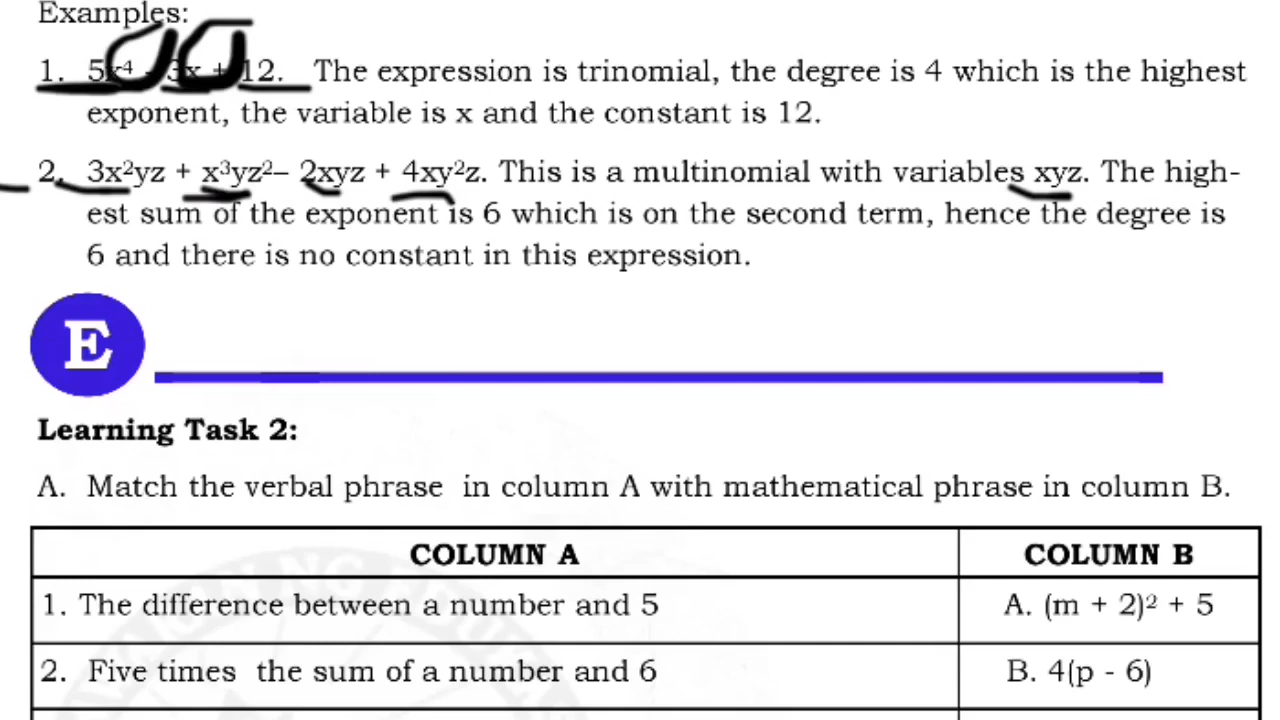 Examples:
1. 5x⁴ - 3x + 12. The expression is trinomial, the degree is 4 which is the highest
exponent, the variable is x and the constant is 12.
2. 3x²yz + x³yz²– 2xyz + 4xy²z. This is a multinomial with variables xyz. The high-
est sum of the exponent is 6 which is on the second term, hence the degree is
6 and there is no constant in this expression.
E
Learning Task 2:
A. Match the verbal phrase in column A with mathematical phrase in column B.
COLUMN A COLUMN B
1. The difference between a number and 5 A. (m + 2)² + 5
2. Five times the sum of a number and 6 B. 4(p - 6)